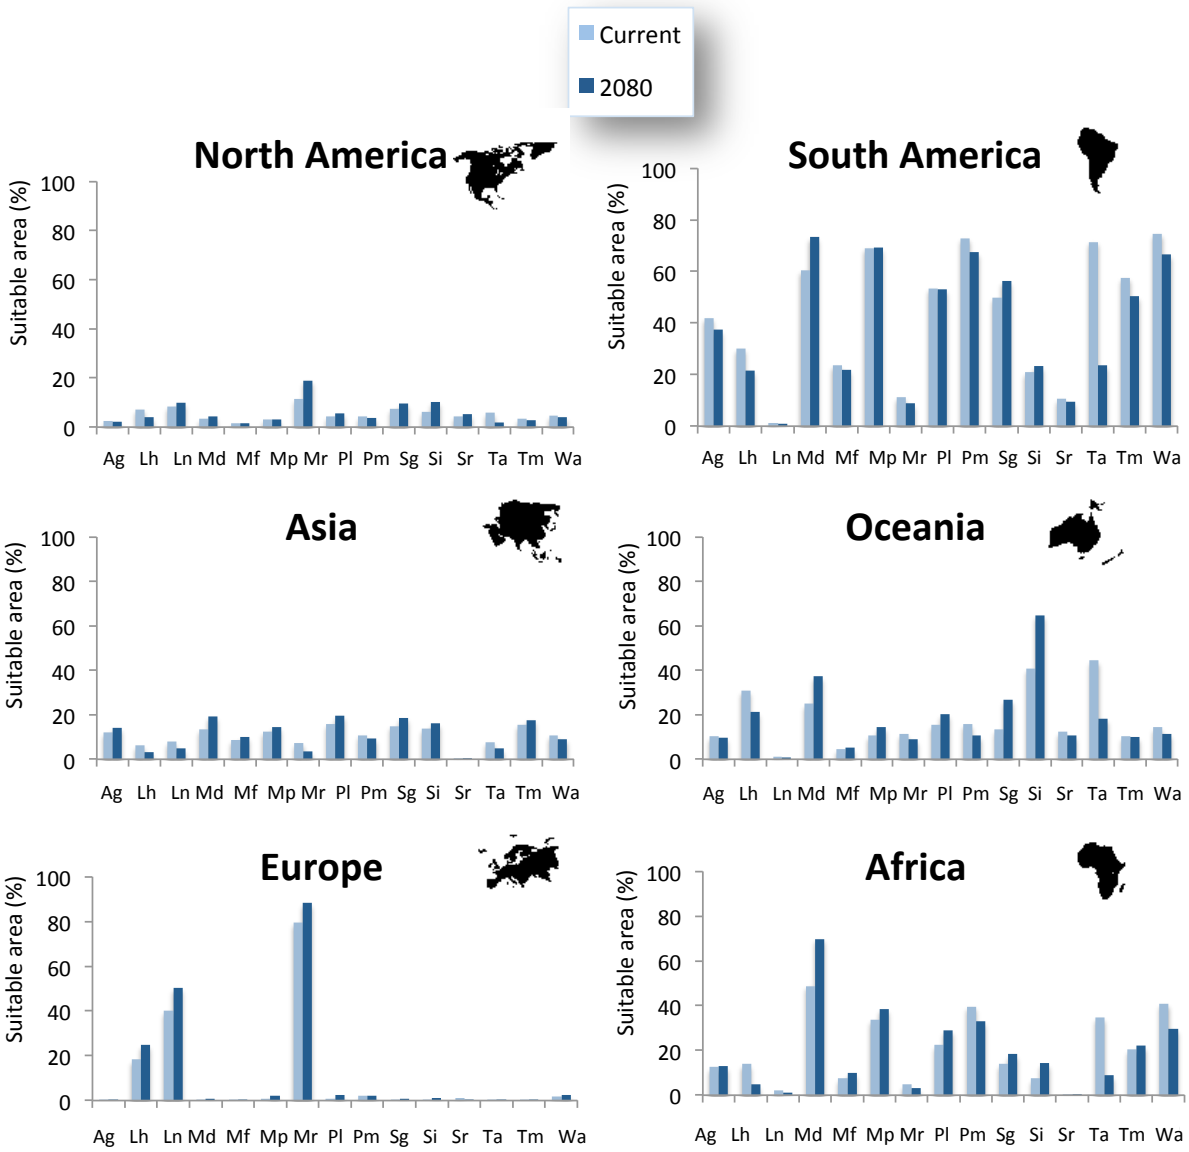 Current
2080
North America
Suitable area (%)
100
80
60
40
20
0
Ag Lh Ln Md Mf Mp Mr Pl Pm Sg Si Sr Ta Tm Wa
South America
Suitable area (%)
100
80
60
40
20
0
Ag Lh Ln Md Mf Mp Mr Pl Pm Sg Si Sr Ta Tm Wa
Asia
Suitable area (%)
100
80
60
40
20
0
Ag Lh Ln Md Mf Mp Mr Pl Pm Sg Si Sr Ta Tm Wa
Oceania
Suitable area (%)
100
80
60
40
20
0
Ag Lh Ln Md Mf Mp Mr Pl Pm Sg Si Sr Ta Tm Wa
Europe
Suitable area (%)
100
80
60
40
20
0
Ag Lh Ln Md Mf Mp Mr Pl Pm Sg Si Sr Ta Tm Wa
Africa
Suitable area (%)
100
80
60
40
20
0
Ag Lh Ln Md Mf Mp Mr Pl Pm Sg Si Sr Ta Tm Wa